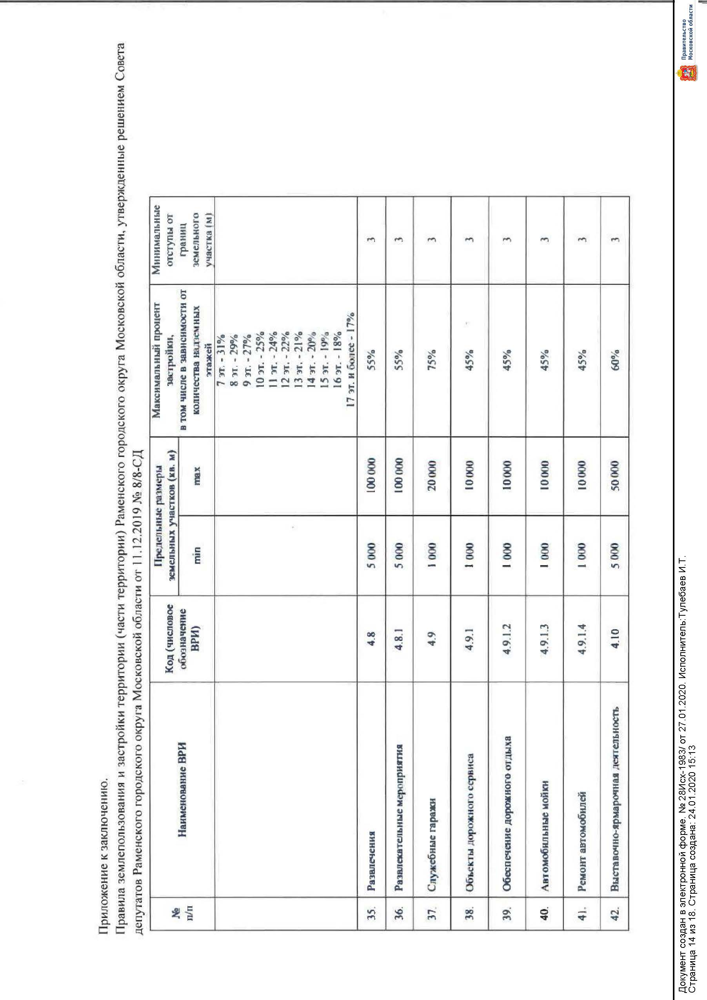 Приложение к заключению.
Правила землепользования и застройки территории (части территории) Раменского городского округа Московской области, утвержденные решением Совета
депутатов Раменского городского округа Московской области от 11.12.2019 № 8/8-СД
№
п/п
Наименование ВРИ
Код (числовое
обозначение
ВРИ)
Предельные размеры
земельных участков (кв. м)
min
max
Максимальный процент
застройки,
в том числе в зависимости от
количества надземных
этажей
Минимальные
отступы от
границ
земельного
участка (м)
7 эт. - 31%
8 эт. - 29%
9 эт. - 27%
10 эт. - 25%
11 эт. - 24%
12 эт. - 22%
13 эт. - 21%
14 эт. - 20%
15 эт. - 19%
16 эт. - 18%
17 эт. и более - 17%
35. Развлечения 4.8 5 000 100 000 55% 3
36. Развлекательные мероприятия 4.8.1 5 000 100 000 55% 3
37. Служебные гаражи 4.9 1 000 20 000 75% 3
38. Объекты дорожного сервиса 4.9.1 1 000 10 000 45% 3
39. Обеспечение дорожного отдыха 4.9.1.2 1 000 10 000 45% 3
40. Автомобильные мойки 4.9.1.3 1 000 10 000 45% 3
41. Ремонт автомобилей 4.9.1.4 1 000 10 000 45% 3
42. Выставочно-ярмарочная деятельность 4.10 5 000 50 000 60% 3
Документ создан в электронной форме. № 28Исх-1983/ от 27.01.2020. Исполнитель:Тулебаев И.Т.
Страница 14 из 18. Страница создана: 24.01.2020 15:13
Правительство
Московской области